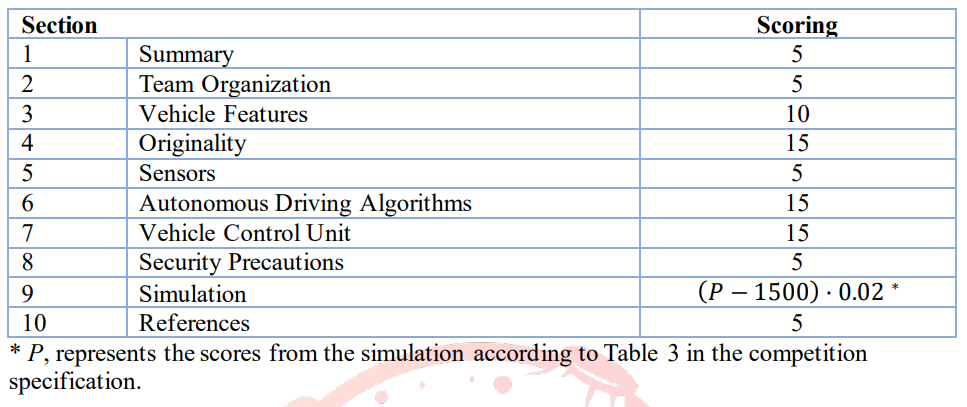 Section Scoring
1 Summary 5
2 Team Organization 5
3 Vehicle Features 10
4 Originality 15
5 Sensors 5
6 Autonomous Driving Algorithms 15
7 Vehicle Control Unit 15
8 Security Precautions 5
9 Simulation (P − 1500) · 0.02 *
10 References 5
* P, represents the scores from the simulation according to Table 3 in the competition
specification.